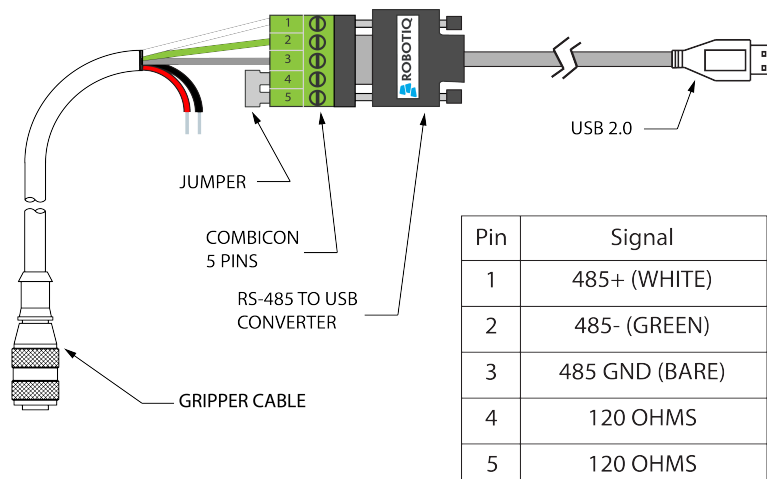 1
2
3
4
5
ROBOTIQ
USB 2.0
JUMPER
COMBICON
5 PINS
RS-485 TO USB
CONVERTER
GRIPPER CABLE
Pin Signal
1 485+ (WHITE)
2 485- (GREEN)
3 485 GND (BARE)
4 120 OHMS
5 120 OHMS